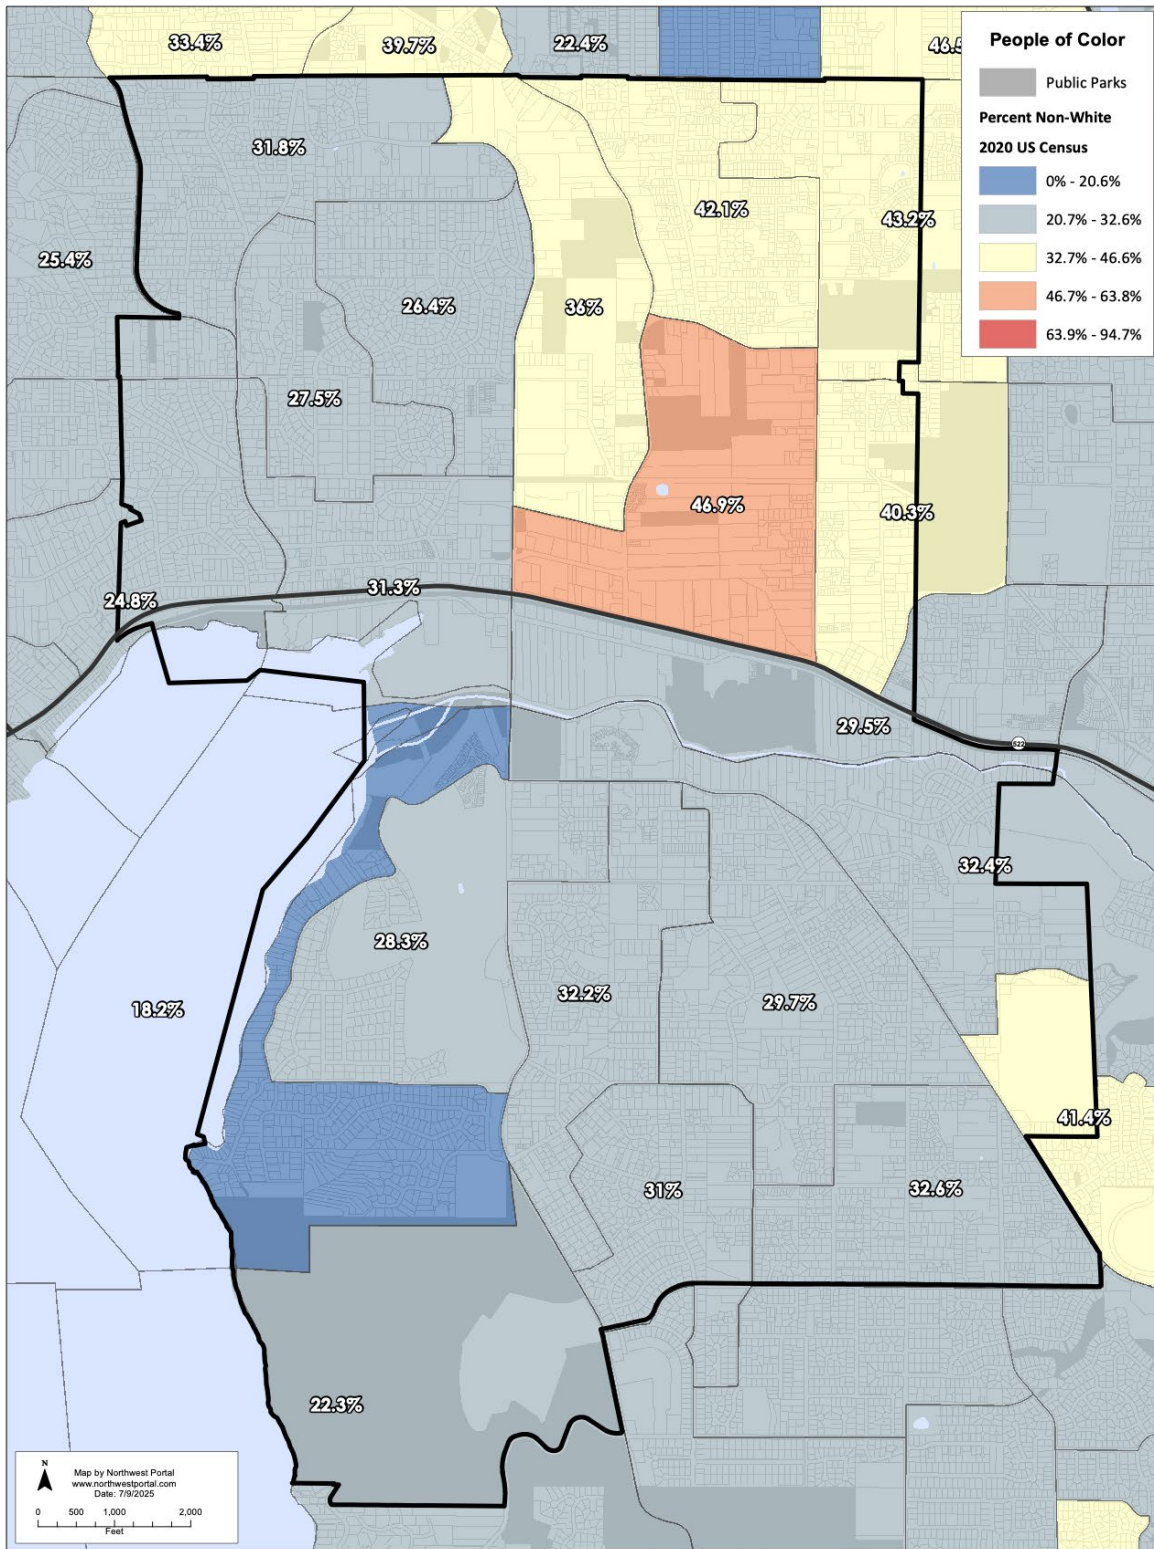 33.4%
39.7%
22.4%
46.5
People of Color
Public Parks
Percent Non-White
2020 US Census
0% - 20.6%
20.7% - 32.6%
32.7% - 46.6%
46.7% - 63.8%
63.9% - 94.7%
31.8%
42.1%
43.2%
25.4%
26.4%
36%
27.5%
46.9%
40.3%
31.3%
24.8%
29.5%
522
32.4%
28.3%
32.2%
29.7%
18.2%
41.4%
31%
32.6%
22.3%
N
Map by Northwest Portal
www.northwestportal.com
Date: 7/9/2025
0 500 1,000 2,000
Feet